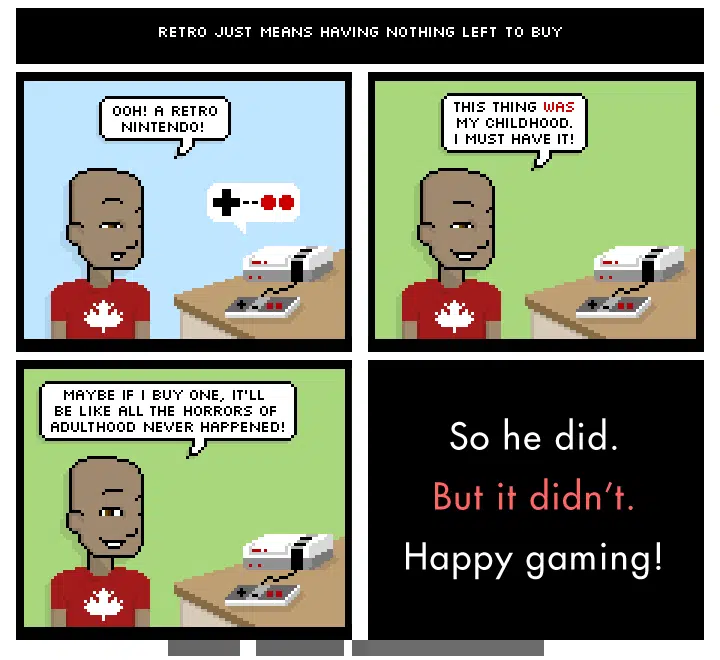 RETRO JUST MEANS HAVING NOTHING LEFT TO BUY
OOH! A RETRO
NINTENDO!
THIS THING WAS
MY CHILDHOOD.
I MUST HAVE IT!
MAYBE IF I BUY ONE, IT'LL
BE LIKE ALL THE HORRORS OF
ADULTHOOD NEVER HAPPENED!
So he did.
But it didn't.
Happy gaming!